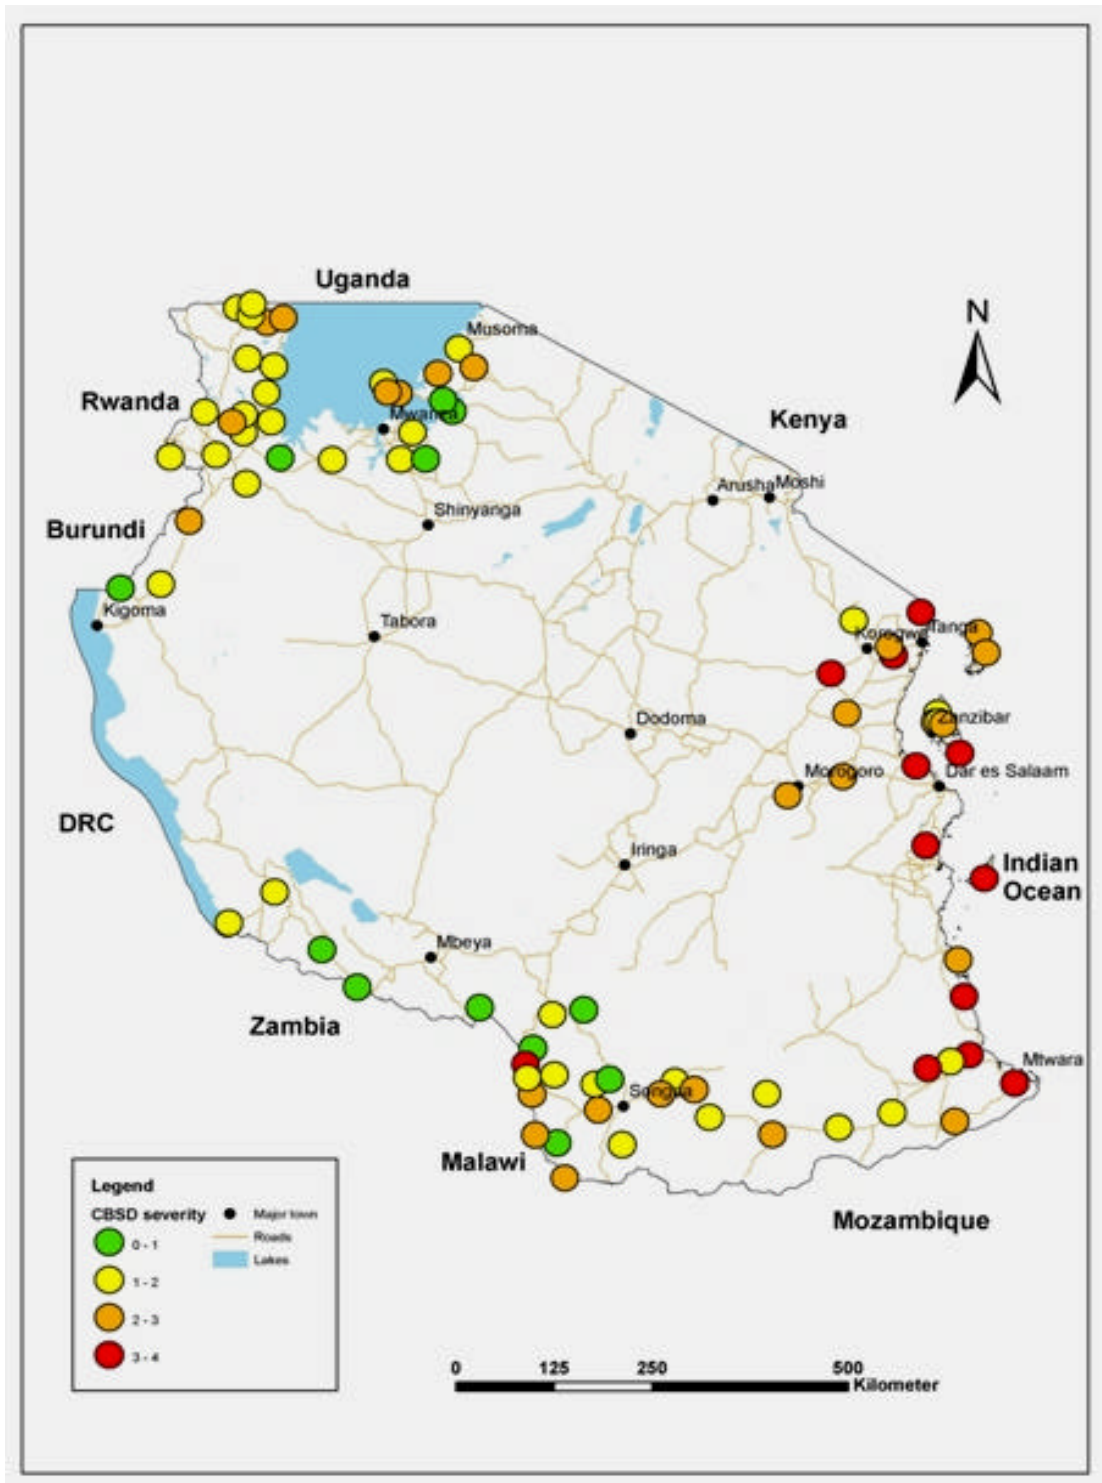 Uganda
N
Musoma
Rwanda
Mwanza
Kenya
Arusha
Moshi
Shinyanga
Burundi
Kigoma
Tabora
Korogwe
Tanga
Dodoma
Zanzibar
Morogoro
Dar es Salaam
DRC
Iringa
Indian
Ocean
Mbeya
Zambia
Mtwara
Songea
Malawi
Mozambique
Legend
CBSD severity
Major town
0 - 1
Roads
Lakes
1 - 2
2 - 3
3 - 4
0 125 250 500
Kilometer